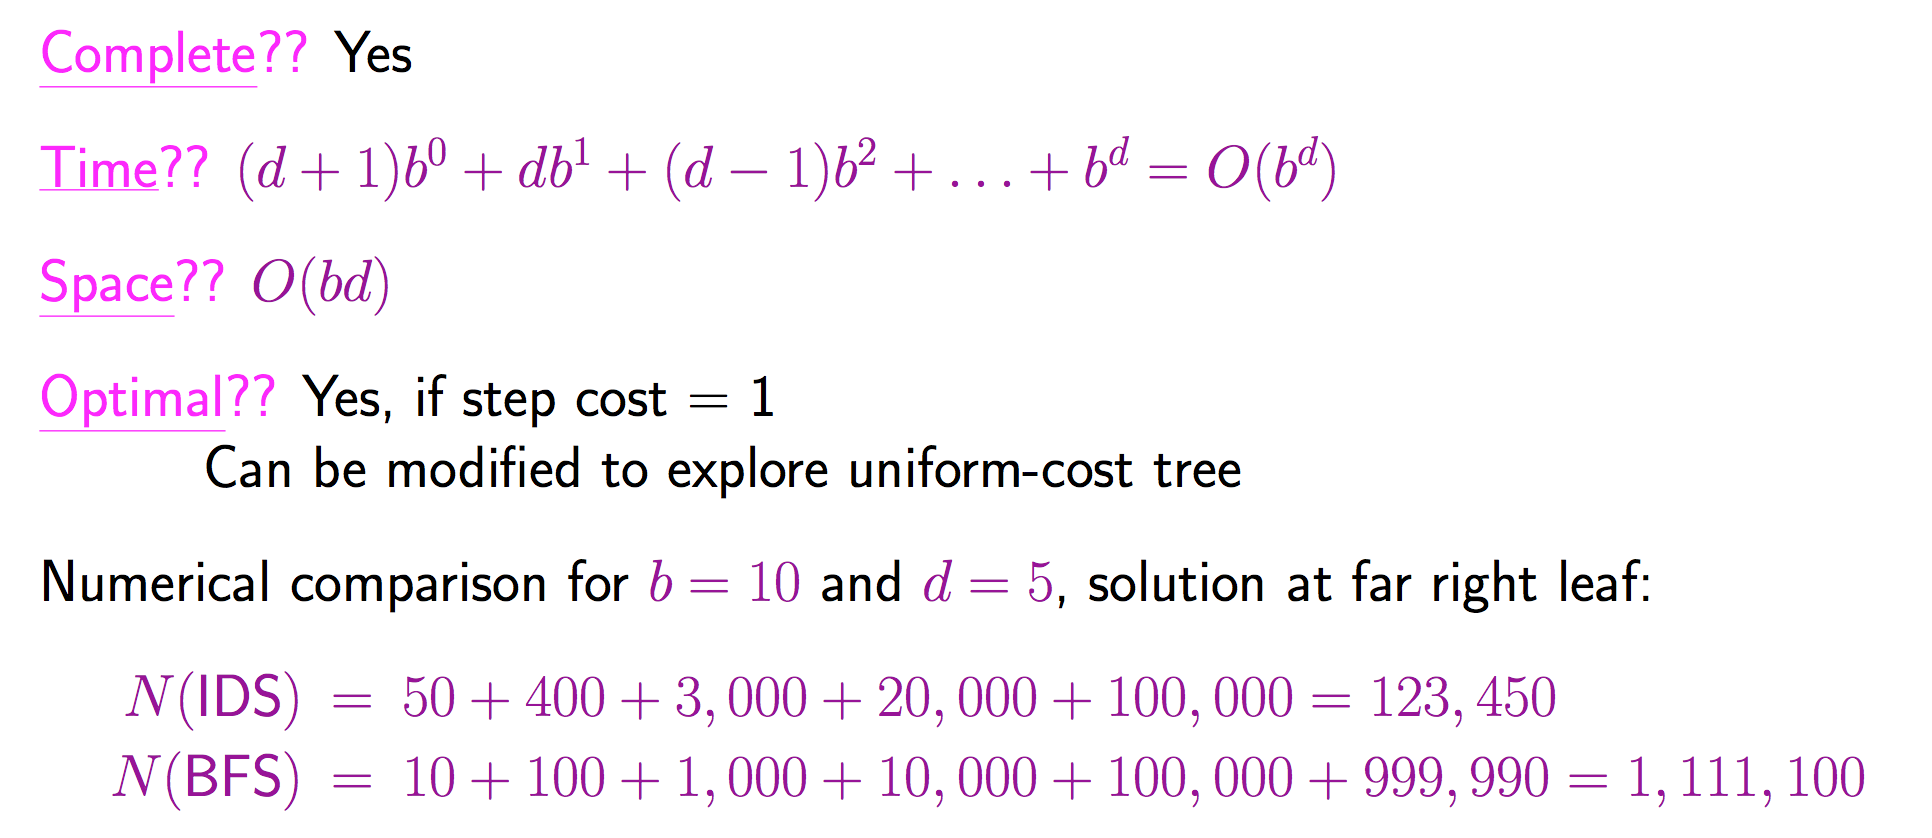 Complete?? Yes
Time?? (d + 1)b^0 + db^1 + (d − 1)b^2 + . . . + b^d = O(b^d)
Space?? O(bd)
Optimal?? Yes, if step cost = 1
Can be modified to explore uniform-cost tree
Numerical comparison for b = 10 and d = 5, solution at far right leaf:
N(IDS) = 50 + 400 + 3, 000 + 20, 000 + 100, 000 = 123, 450
N(BFS) = 10 + 100 + 1, 000 + 10, 000 + 100, 000 + 999, 990 = 1, 111, 100